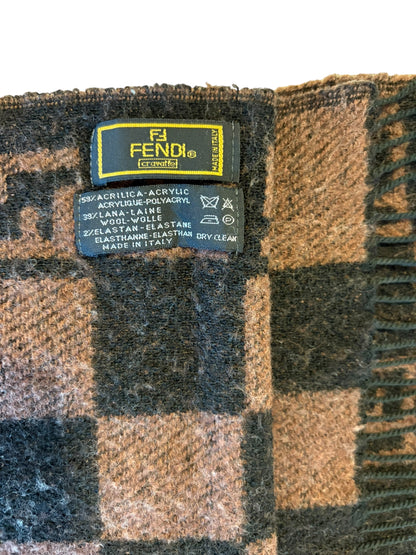 FF
FENDI®
cravatte
MADE IN ITALY
59% ACRILICA-ACRYLIC
ACRYLIQUE-POLYACRYL
39% LANA-LAINE
WOOL-WOLLE
2% ELASTAN-ELASTANE
ELASTHANNE-ELASTHAN
MADE IN ITALY
DRY CLEAN